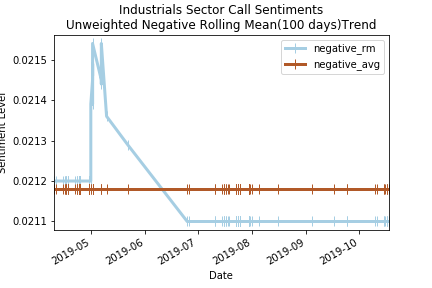 Industrials Sector Call Sentiments
Unweighted Negative Rolling Mean(100 days)Trend
negative_rm
negative_avg
Sentiment Level
0.0215
0.0214
0.0213
0.0212
0.0211
2019-05
2019-06
2019-07
2019-08
2019-09
2019-10
Date